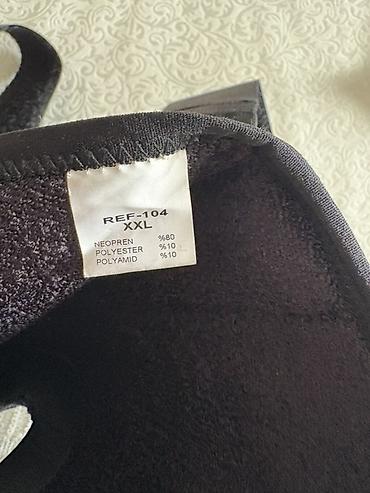 REF-104
XXL
NEOPREN %80
POLYESTER %10
POLYAMID %10